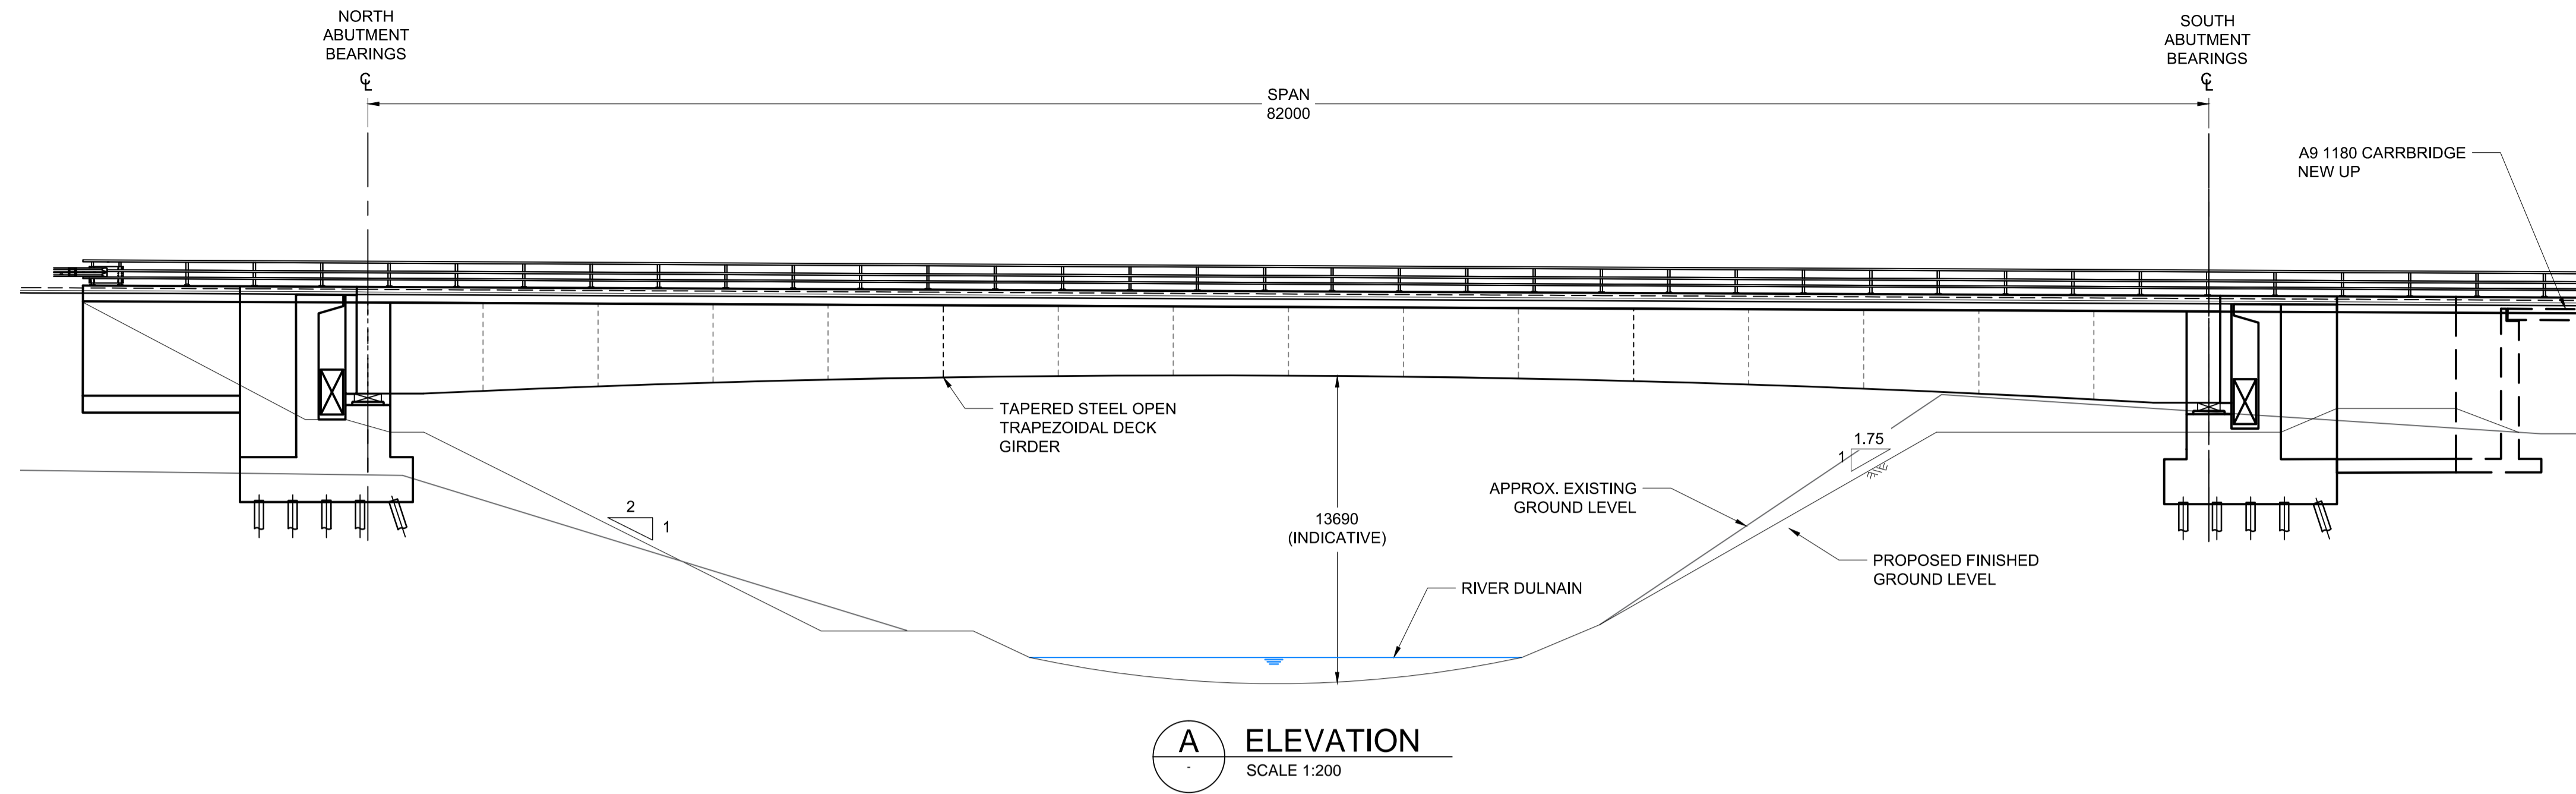 NORTH
ABUTMENT
BEARINGS
℄
SOUTH
ABUTMENT
BEARINGS
℄
SPAN
82000
A9 1180 CARRBRIDGE
NEW UP
TAPERED STEEL OPEN
TRAPEZOIDAL DECK
GIRDER
1.75
1
APPROX. EXISTING
GROUND LEVEL
2
1
13690
(INDICATIVE)
PROPOSED FINISHED
GROUND LEVEL
RIVER DULNAIN
A
-
ELEVATION
SCALE 1:200